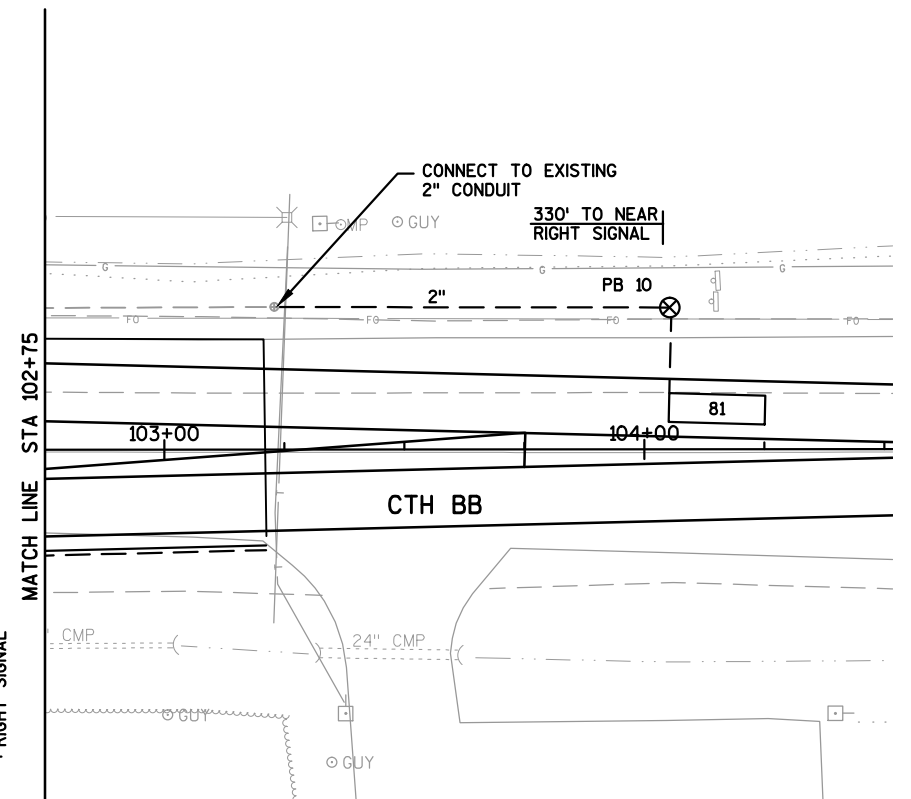 CONNECT TO EXISTING
2" CONDUIT
330' TO NEAR
RIGHT SIGNAL
MP
GUY
G
G
G
PB 10
2"
FO
FO
FO
FO
81
103+00
104+00
MATCH LINE STA 102+75
CTH BB
" CMP
24" CMP
RIGHT SIGNAL
GUY
GUY